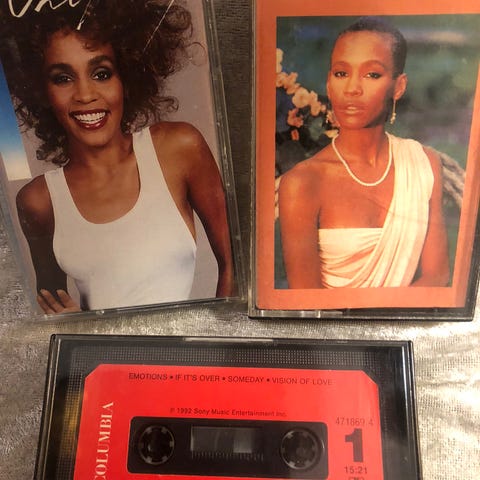 EMOTIONS • IF IT'S OVER • SOMEDAY • VISION OF LOVE
℗ 1992 Sony Music Entertainment Inc.
471869 4
COLUMBIA
1
15:21